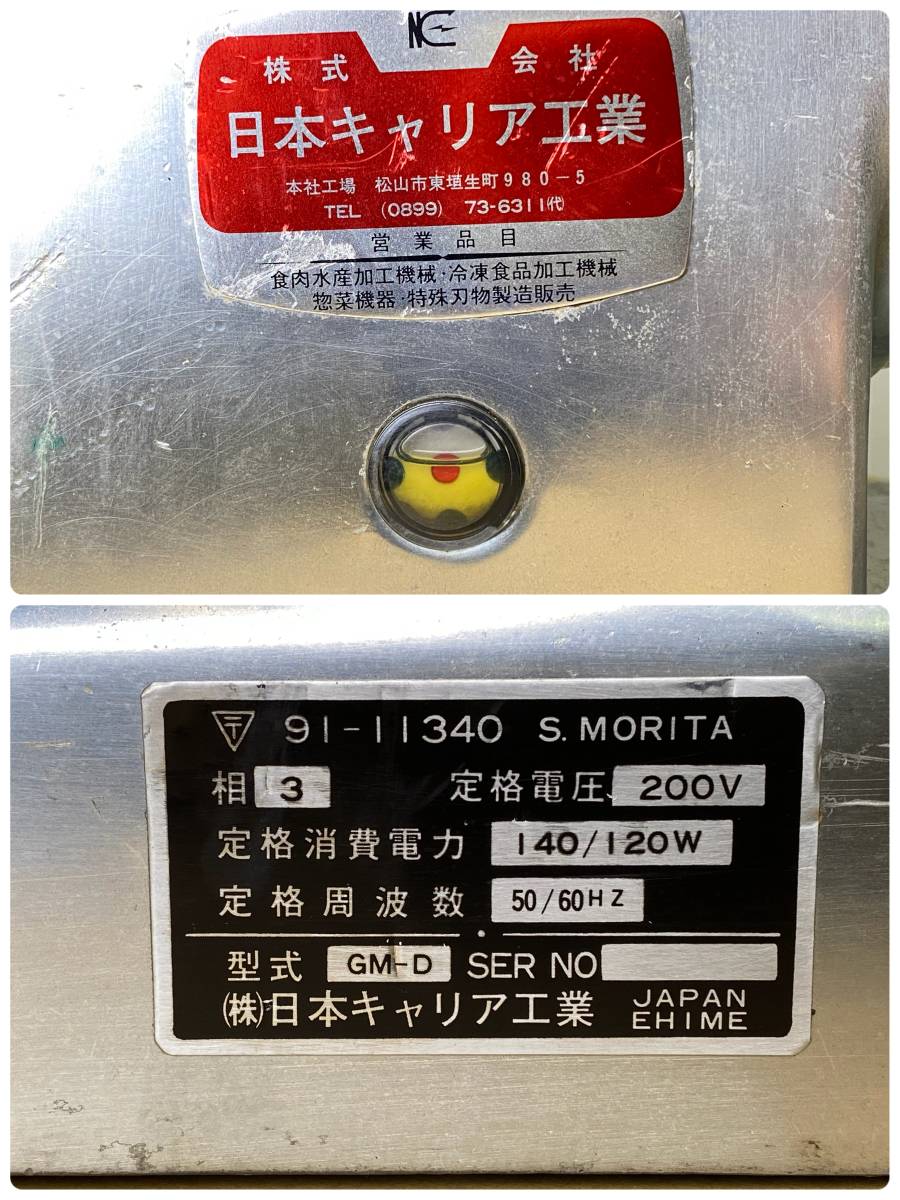 NC
株式 会社
日本キャリア工業
本社工場 松山市東垣生町980-5
TEL (0899) 73-6311(代)
営業品目
食肉水産加工機械・冷凍食品加工機械
惣菜機器・特殊刃物製造販売
〒 91-11340 S. MORITA
相 3 定格電圧 200V
定格消費電力 140/120W
定格周波数 50/60HZ
型式 GM-D SER NO
(株)日本キャリア工業 JAPAN EHIME